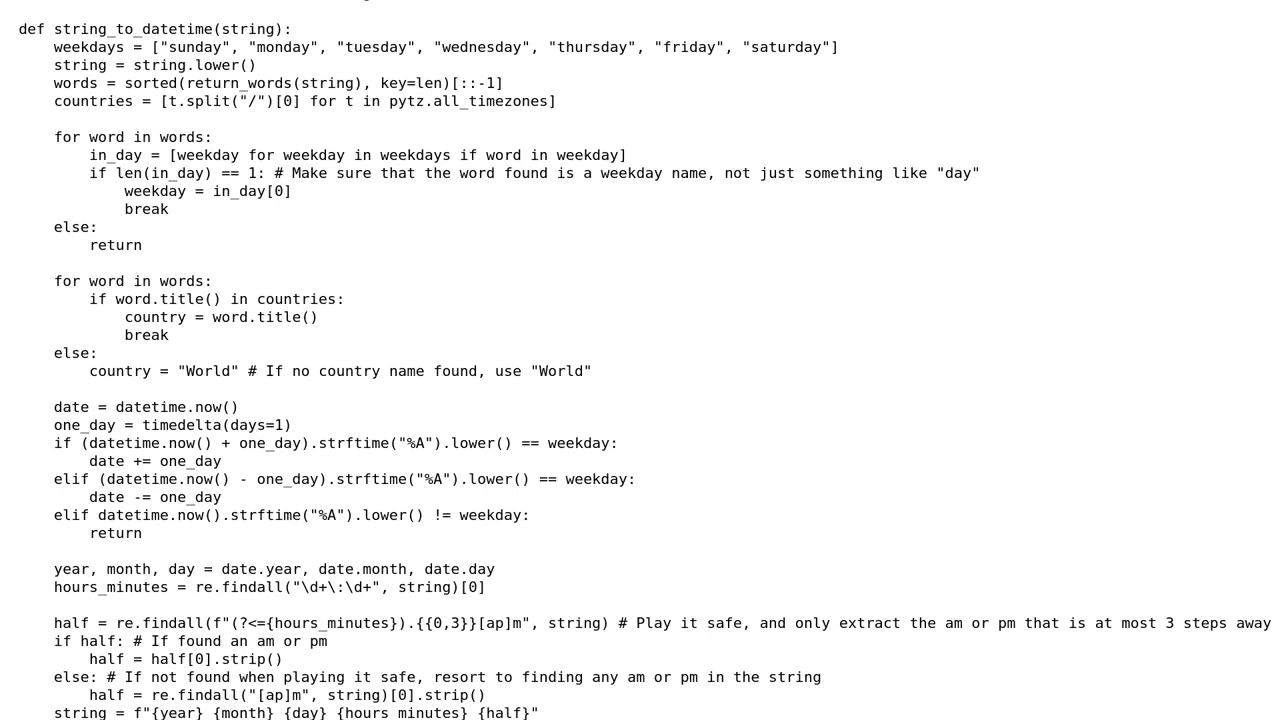 def string_to_datetime(string):
    weekdays = ["sunday", "monday", "tuesday", "wednesday", "thursday", "friday", "saturday"]
    string = string.lower()
    words = sorted(return_words(string), key=len)[::-1]
    countries = [t.split("/")[0] for t in pytz.all_timezones]

    for word in words:
        in_day = [weekday for weekday in weekdays if word in weekday]
        if len(in_day) == 1: # Make sure that the word found is a weekday name, not just something like "day"
            weekday = in_day[0]
            break
    else:
        return

    for word in words:
        if word.title() in countries:
            country = word.title()
            break
    else:
        country = "World" # If no country name found, use "World"

    date = datetime.now()
    one_day = timedelta(days=1)
    if (datetime.now() + one_day).strftime("%A").lower() == weekday:
        date += one_day
    elif (datetime.now() - one_day).strftime("%A").lower() == weekday:
        date -= one_day
    elif datetime.now().strftime("%A").lower() != weekday:
        return

    year, month, day = date.year, date.month, date.day
    hours_minutes = re.findall("\d+\:\d+", string)[0]

    half = re.findall(f"(?<={hours_minutes}).{{0,3}}[ap]m", string) # Play it safe, and only extract the am or pm that is at most 3 steps away
    if half: # If found an am or pm
        half = half[0].strip()
    else: # If not found when playing it safe, resort to finding any am or pm in the string
        half = re.findall("[ap]m", string)[0].strip()
    string = f"{year} {month} {day} {hours_minutes} {half}"